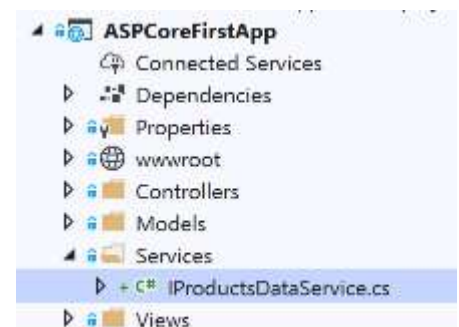 ASPCoreFirstApp
Connected Services
Dependencies
Properties
wwwroot
Controllers
Models
Services
C# IProductsDataService.cs
Views